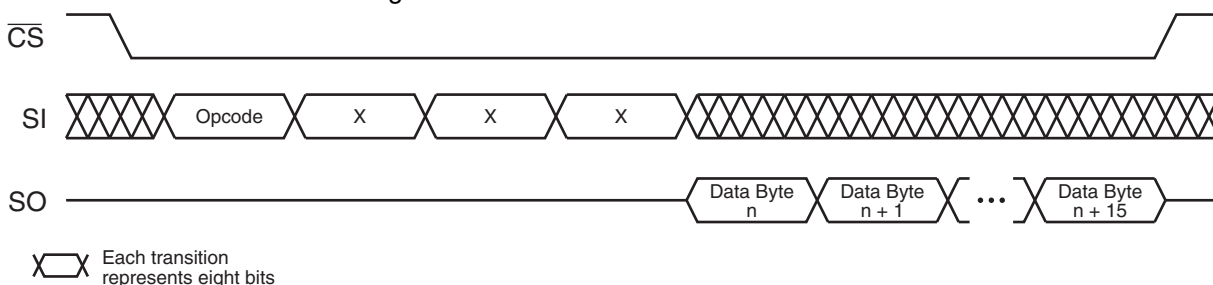 CS
SI
Opcode X X X
SO
Data Byte n
Data Byte n + 1
•••
Data Byte n + 15
Each transition
represents eight bits